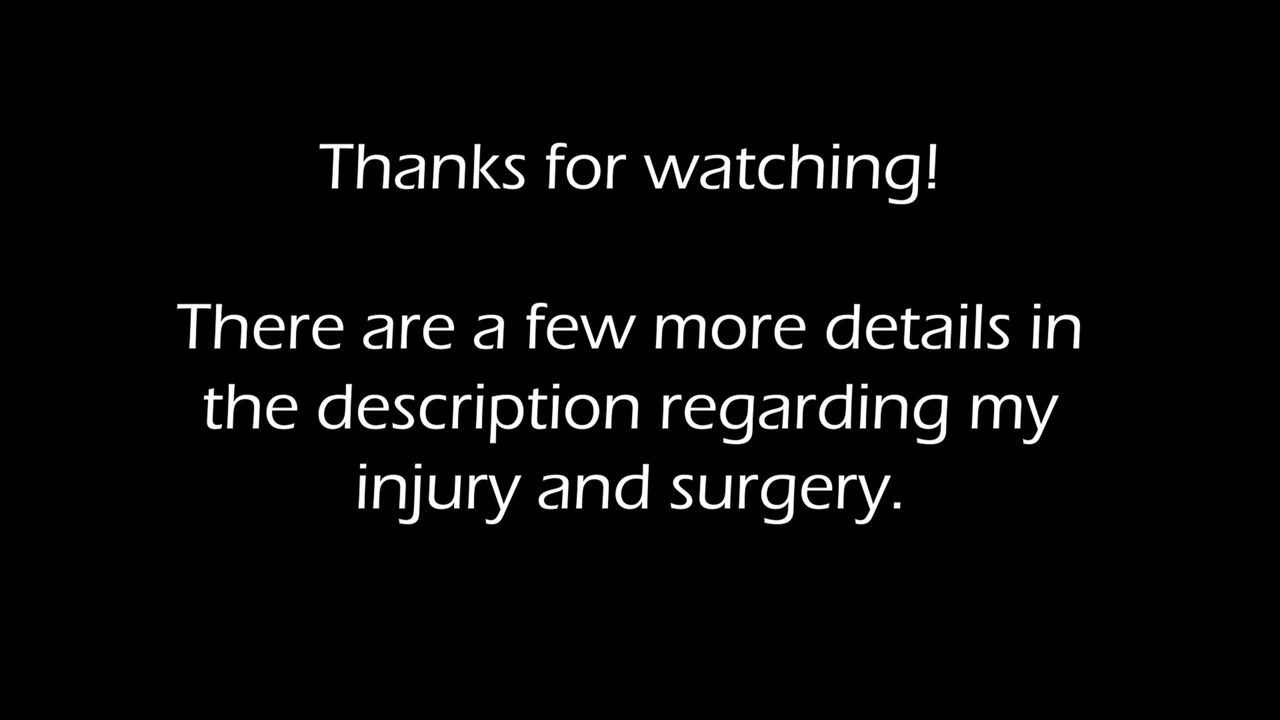 Thanks for watching!
There are a few more details in
the description regarding my
injury and surgery.